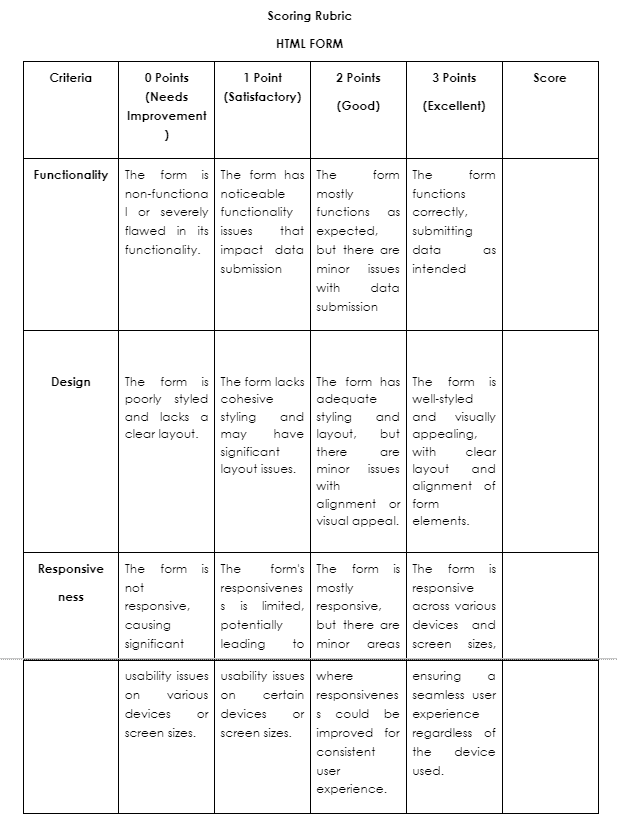 Scoring Rubric
HTML FORM
Criteria
0 Points
(Needs
Improvement
)
1 Point
(Satisfactory)
2 Points
(Good)
3 Points
(Excellent)
Score
Functionality
The form is
non-functiona
l or severely
flawed in its
functionality.
The form has
noticeable
functionality
issues that
impact data
submission
The form
mostly
functions as
expected,
but there are
minor issues
with data
submission
The form
functions
correctly,
submitting
data as
intended
Design
The form is
poorly styled
and lacks a
clear layout.
The form lacks
cohesive
styling and
may have
significant
layout issues.
The form has
adequate
styling and
layout, but
there are
minor issues
with
alignment or
visual appeal.
The form is
well-styled
and visually
appealing,
with clear
layout and
alignment of
form
elements.
Responsive
ness
The form is
not
responsive,
causing
significant
usability issues
on various
devices or
screen sizes.
The form's
responsivenes
s is limited,
potentially
leading to
usability issues
on certain
devices or
screen sizes.
The form is
mostly
responsive,
but there are
minor areas
where
responsivenes
s could be
improved for
consistent
user
experience.
The form is
responsive
across various
devices and
screen sizes,
ensuring a
seamless user
experience
regardless of
the device
used.